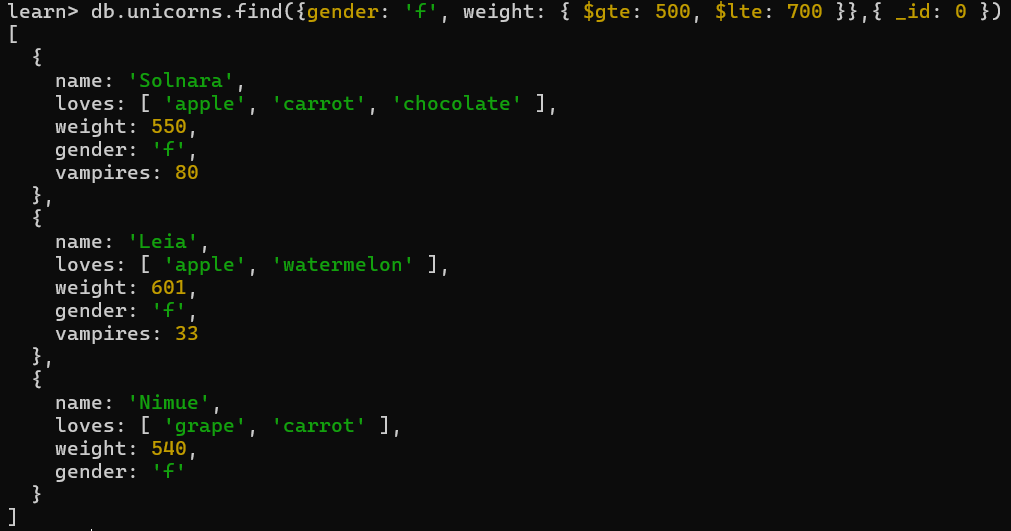 learn> db.unicorns.find({gender: 'f', weight: { $gte: 500, $lte: 700 }},{ _id: 0 })
[
  {
    name: 'Solnara',
    loves: [ 'apple', 'carrot', 'chocolate' ],
    weight: 550,
    gender: 'f',
    vampires: 80
  },
  {
    name: 'Leia',
    loves: [ 'apple', 'watermelon' ],
    weight: 601,
    gender: 'f',
    vampires: 33
  },
  {
    name: 'Nimue',
    loves: [ 'grape', 'carrot' ],
    weight: 540,
    gender: 'f'
  }
]